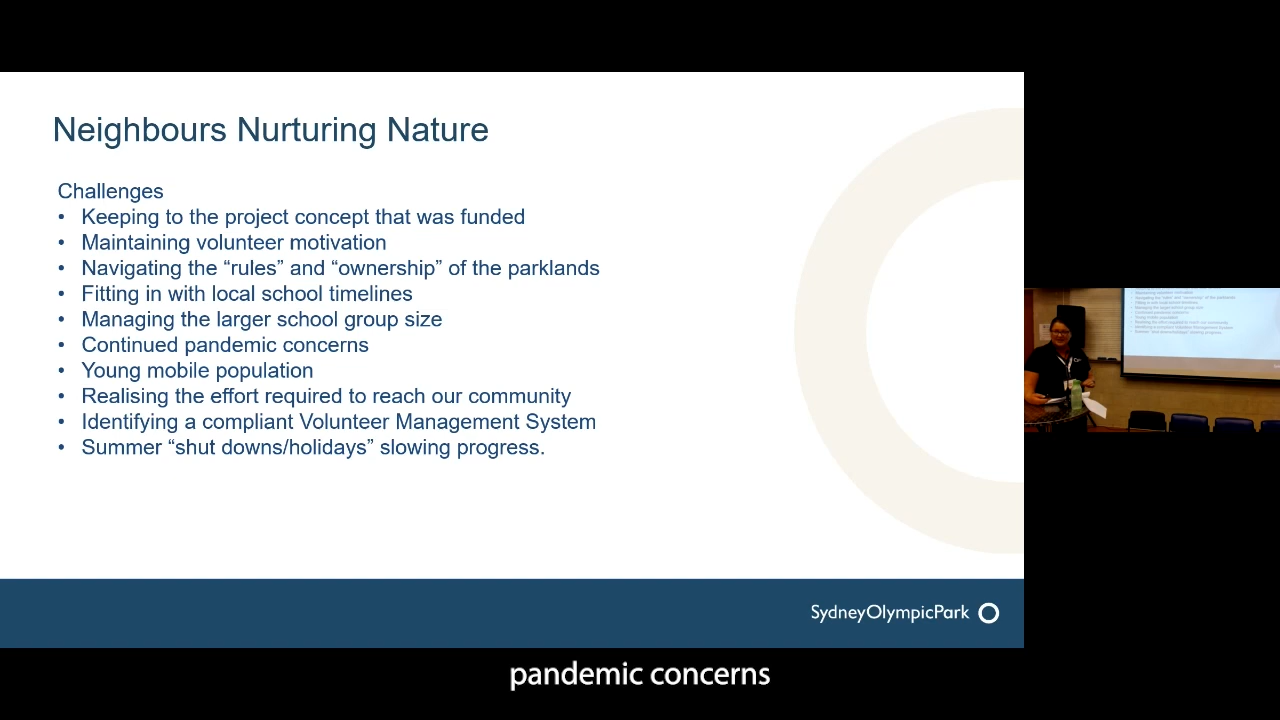 Neighbours Nurturing Nature
Challenges
• Keeping to the project concept that was funded
• Maintaining volunteer motivation
• Navigating the “rules” and “ownership” of the parklands
• Fitting in with local school timelines
• Managing the larger school group size
• Continued pandemic concerns
• Young mobile population
• Realising the effort required to reach our community
• Identifying a compliant Volunteer Management System
• Summer “shut downs/holidays” slowing progress.
SydneyOlympicPark
pandemic concerns